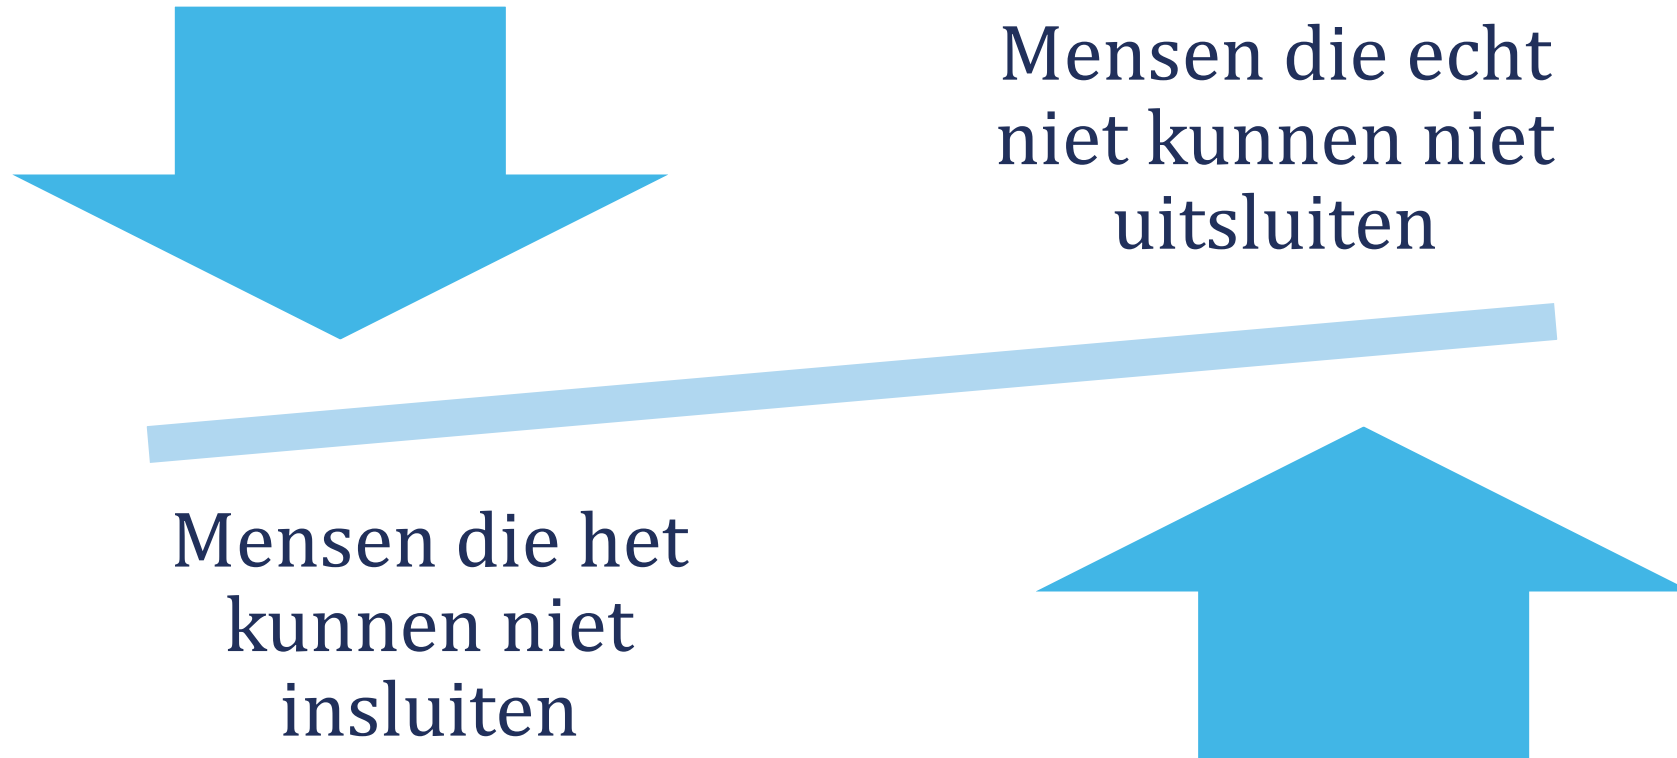 Mensen die echt
niet kunnen niet
uitsluiten
Mensen die het
kunnen niet
insluiten